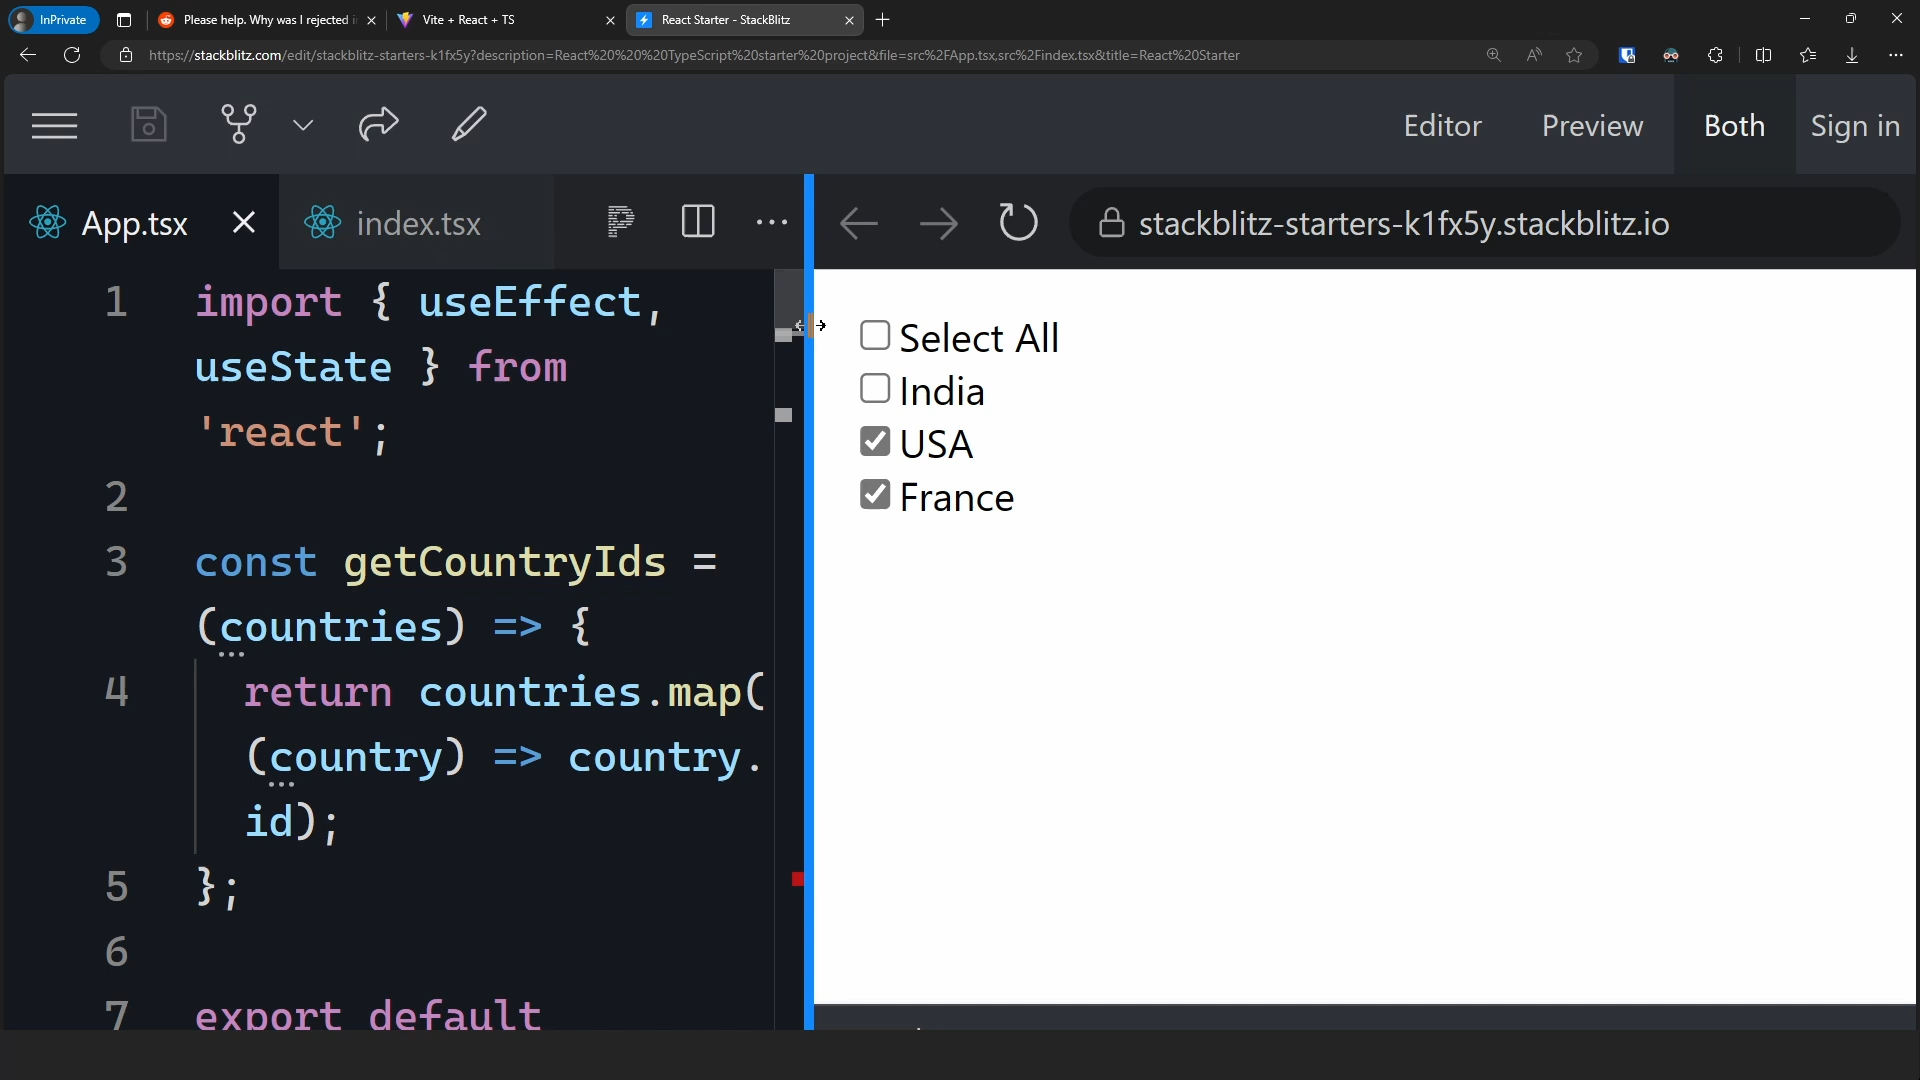 InPrivate
Please help. Why was I rejected i
Vite + React + TS
React Starter - StackBlitz
https://stackblitz.com/edit/stackblitz-starters-k1fx5y?description=React%20%20%20TypeScript%20starter%20project&file=src%2FApp.tsx,src%2Findex.tsx&title=React%20Starter
Editor
Preview
Both
Sign in
App.tsx
index.tsx
stackblitz-starters-k1fx5y.stackblitz.io
1 import { useEffect,
useState } from
'react';
2
3 const getCountryIds =
(countries) => {
4 return countries.map(
(country) => country.
id);
5 };
6
7 export default
Select All
India
USA
France